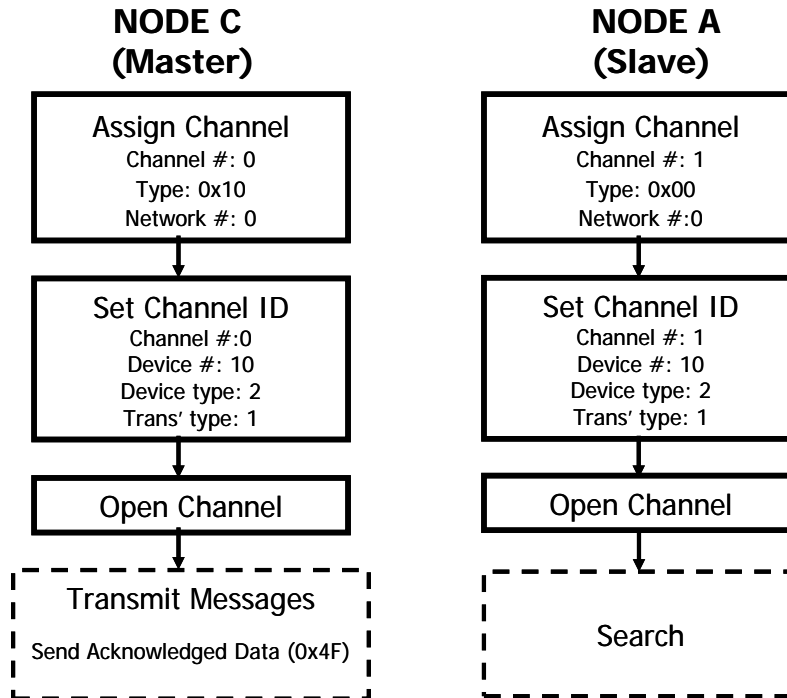 NODE C
(Master)
Assign Channel
Channel #: 0
Type: 0x10
Network #: 0
Set Channel ID
Channel #:0
Device #: 10
Device type: 2
Trans' type: 1
Open Channel
Transmit Messages
Send Acknowledged Data (0x4F)
NODE A
(Slave)
Assign Channel
Channel #: 1
Type: 0x00
Network #:0
Set Channel ID
Channel #: 1
Device #: 10
Device type: 2
Trans' type: 1
Open Channel
Search